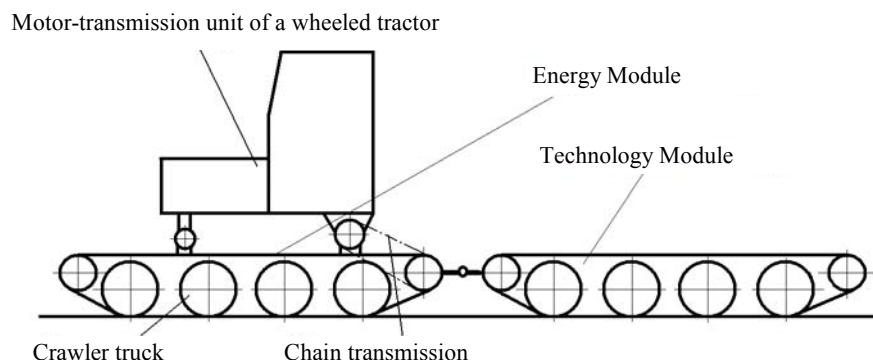 Motor-transmission unit of a wheeled tractor
Energy Module
Technology Module
Crawler truck
Chain transmission